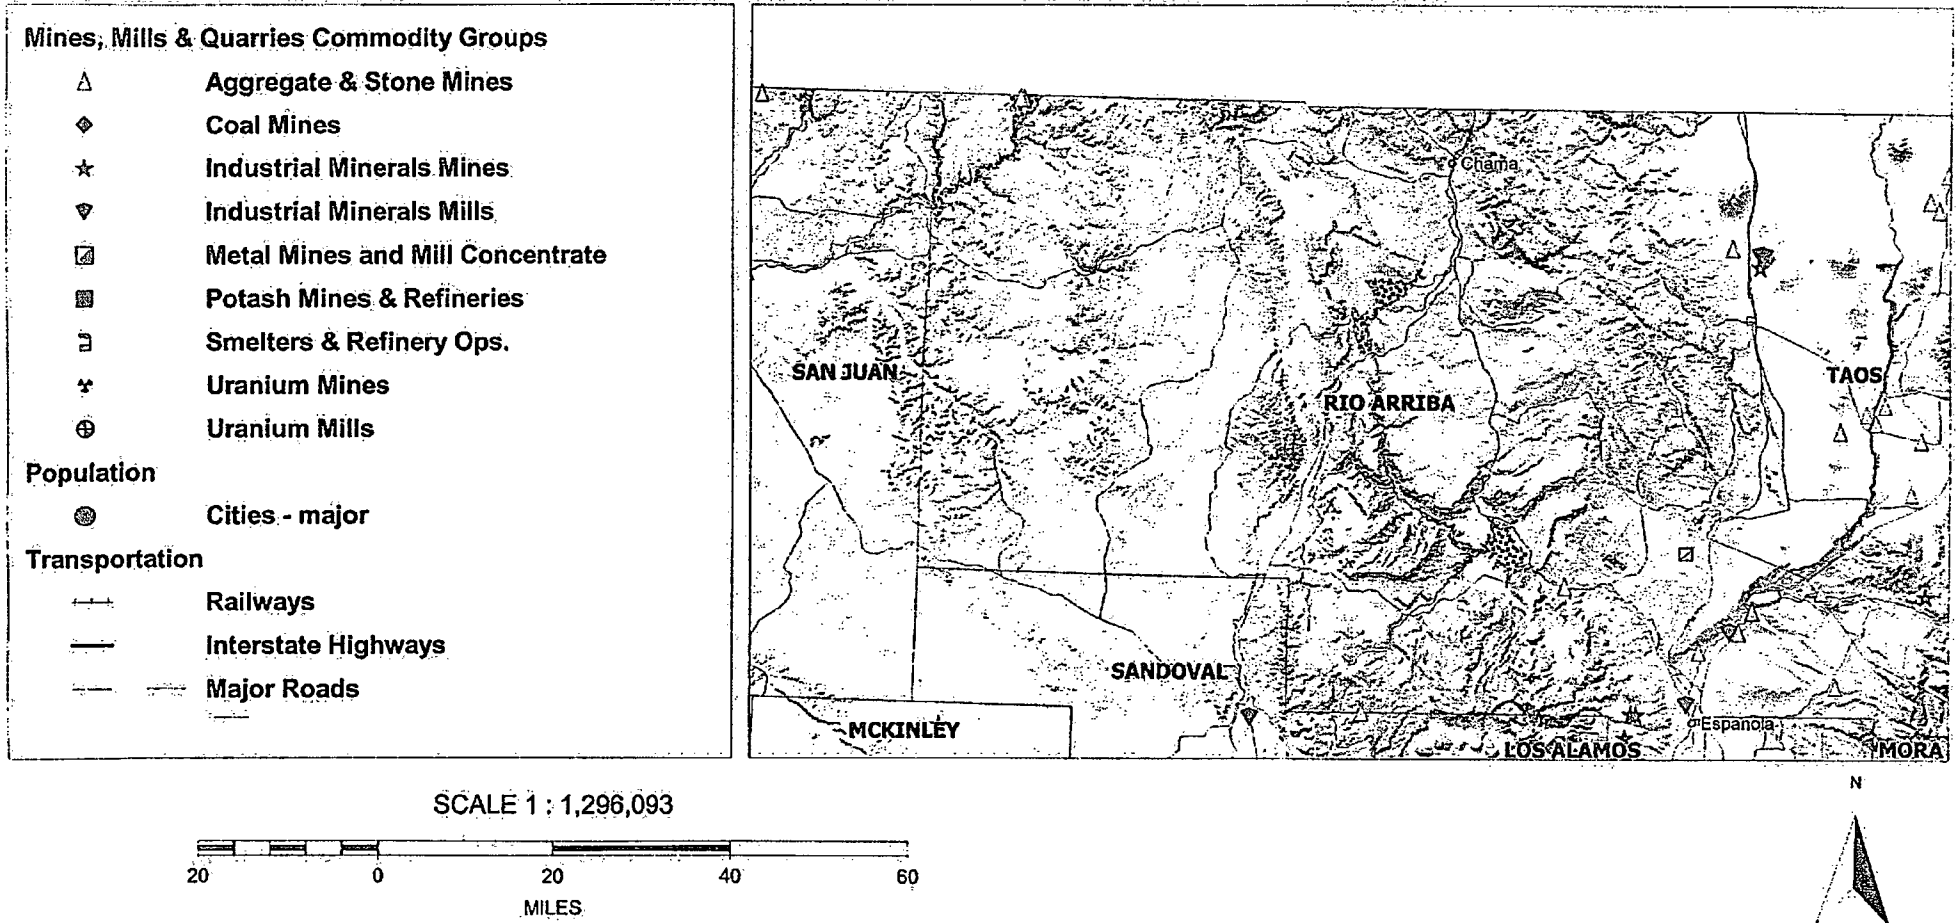 Mines, Mills & Quarries Commodity Groups
Aggregate & Stone Mines
Coal Mines
Industrial Minerals Mines
Industrial Minerals Mills
Metal Mines and Mill Concentrate
Potash Mines & Refineries
Smelters & Refinery Ops.
Uranium Mines
Uranium Mills
Population
Cities - major
Transportation
Railways
Interstate Highways
Major Roads
Chama
SAN JUAN
TAOS
RIO ARRIBA
SANDOVAL
MCKINLEY
Espanola
LOS ALAMOS
MORA
SCALE 1 : 1,296,093
20 0 20 40 60
MILES
N